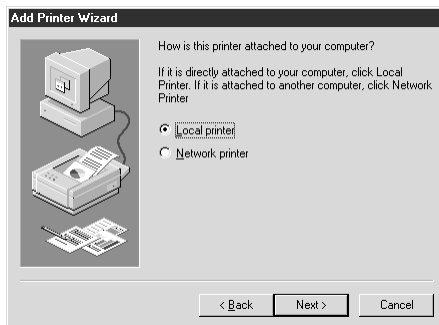 Add Printer Wizard
How is this printer attached to your computer?
If it is directly attached to your computer, click Local
Printer. If it is attached to another computer, click Network
Printer
Local printer
Network printer
< Back
Next >
Cancel